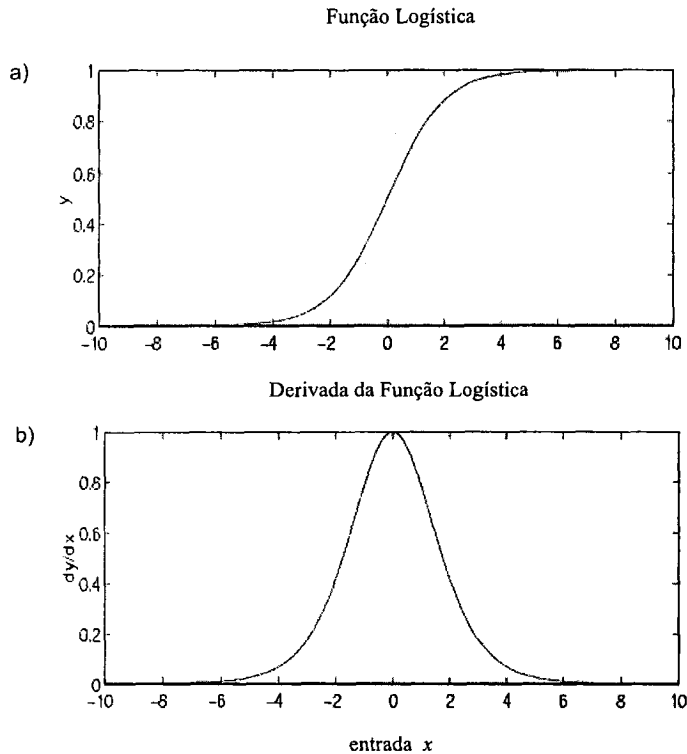 Função Logística
a)
1
0.8
0.6
y
0.4
0.2
0
-10 -8 -6 -4 -2 0 2 4 6 8 10
Derivada da Função Logística
b)
1
0.8
0.6
dy/dx
0.4
0.2
0
-10 -8 -6 -4 -2 0 2 4 6 8 10
entrada x